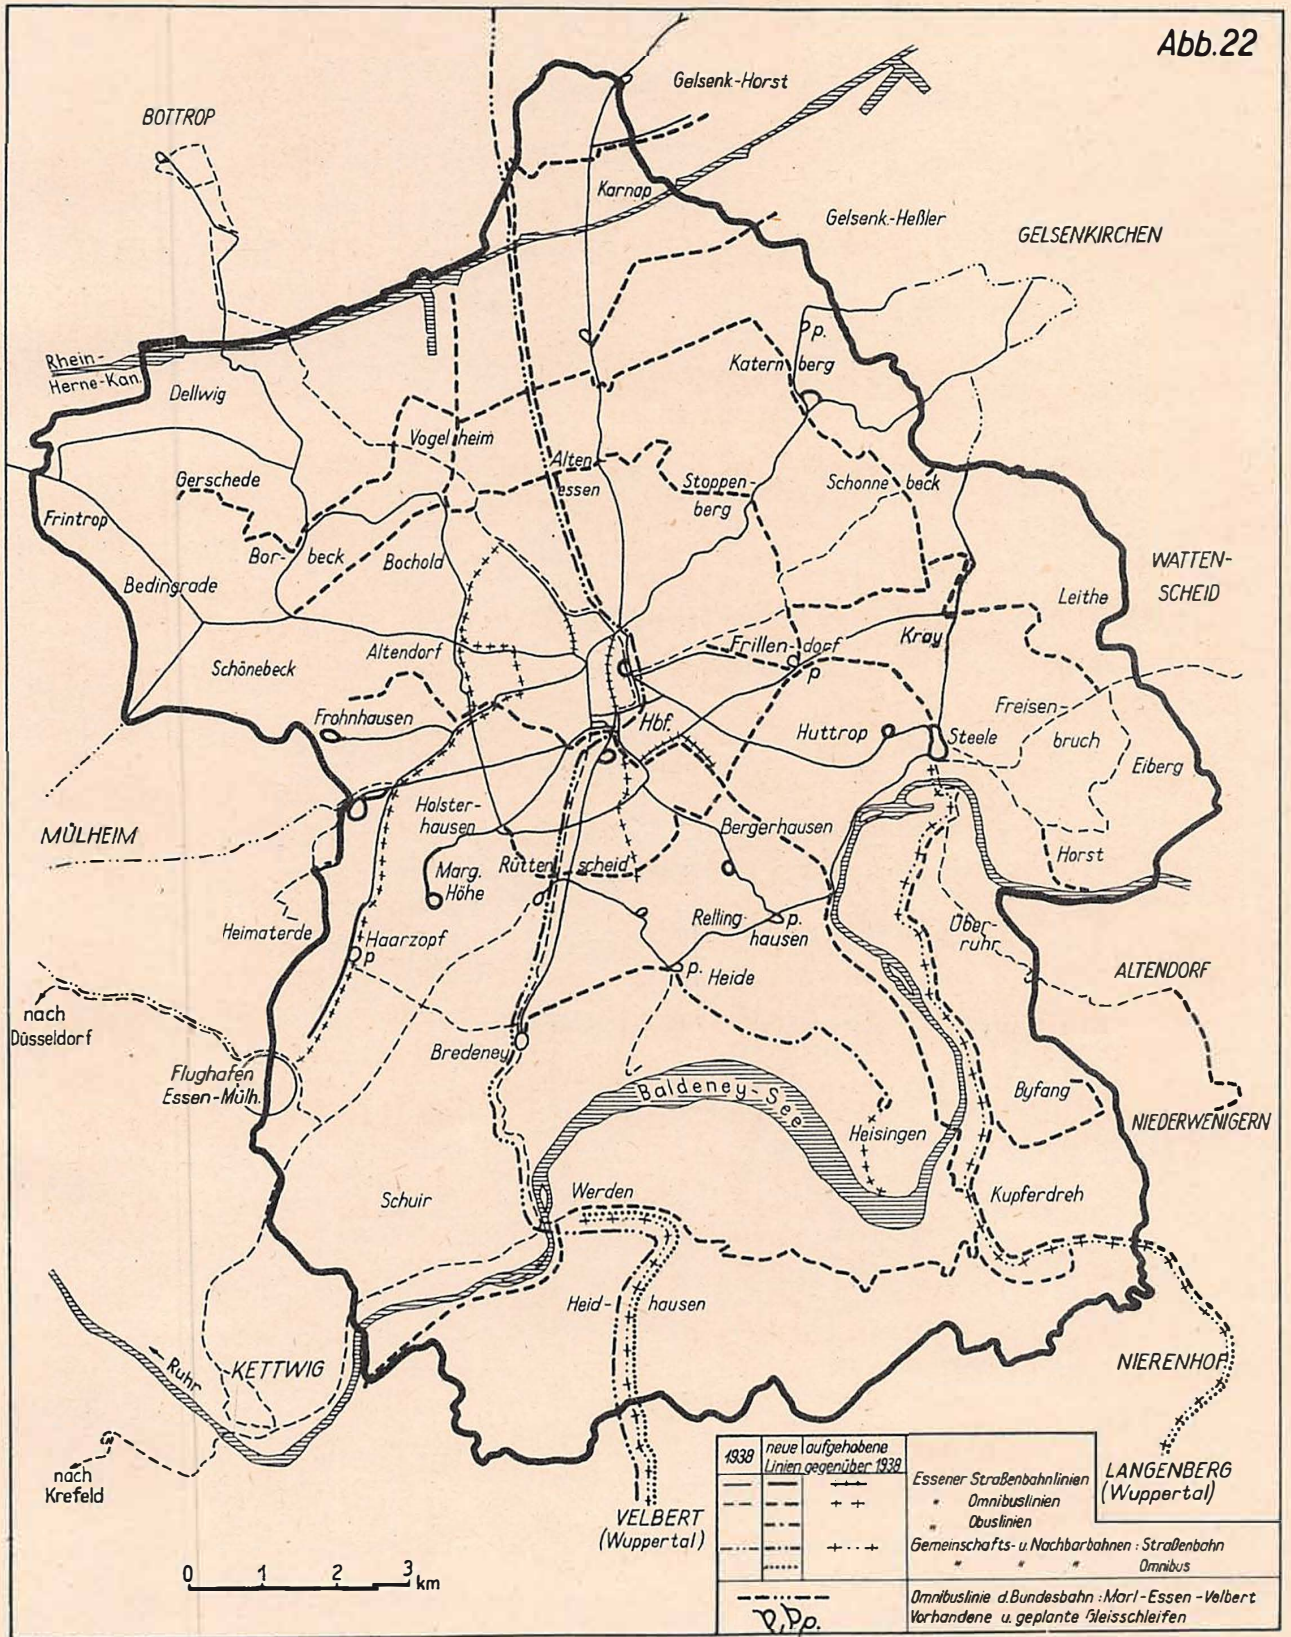 Abb.22
Gelsenk-Horst
BOTTROP
Karnap
Gelsenk.-Heßler
GELSENKIRCHEN
Rhein-
Herne-Kan.
Dellwig
p.
Katern berg
Vogel heim
Alten
essen
Gerschede
Stoppen-
berg
Schonne beck
Frintrop
Bor- beck
Bochold
WATTEN-
SCHEID
Bedingrade
Leithe
Altendorf
Frillen-dorf
Kray
Schönebeck
p
Frohnhausen
Hbf.
Huttrop
Steele
Freisen-
bruch
Eiberg
MÜLHEIM
Holster-
hausen
Bergerhausen
Horst
Marg.
Höhe
Rütten scheid
Heimaterde
Haarzopf
p
Relling-
hausen
p.
Über-
ruhr
p.
Heide
ALTENDORF
nach
Düsseldorf
Bredeney
Flughafen
Essen-Mülh.
Baldeney-See
Byfang
Heisingen
NIEDERWENIGERN
Schuir
Werden
Kupferdreh
Heid- hausen
Ruhr
KETTWIG
NIERENHOF
nach
Krefeld
VELBERT
(Wuppertal)
LANGENBERG
(Wuppertal)
0 1 2 3 km
1938 neue aufgehobene
Linien gegenüber 1938
Essener Straßenbahnlinien
" Omnibuslinien
" Obuslinien
Gemeinschafts- u. Nachbarbahnen : Straßenbahn
" " " Omnibus
Omnibuslinie d. Bundesbahn : Marl-Essen-Velbert
p, pp. Vorhandene u. geplante Gleisschleifen